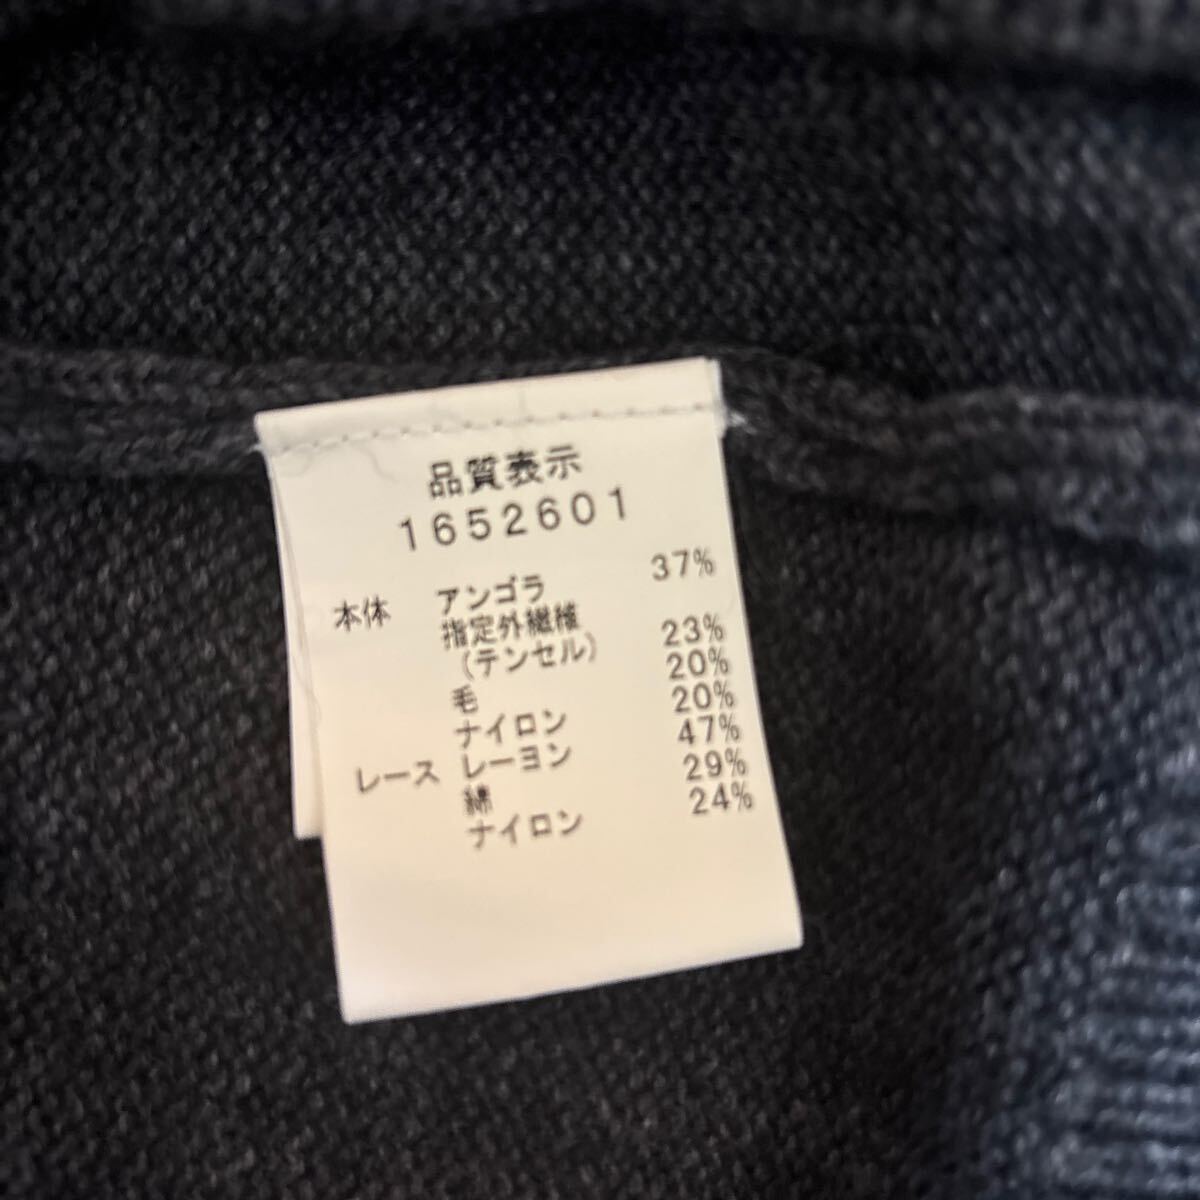 品質表示
1652601
本体 アンゴラ 37%
指定外繊維
(テンセル) 23%
毛 20%
ナイロン 20%
レース レーヨン 47%
綿 29%
ナイロン 24%